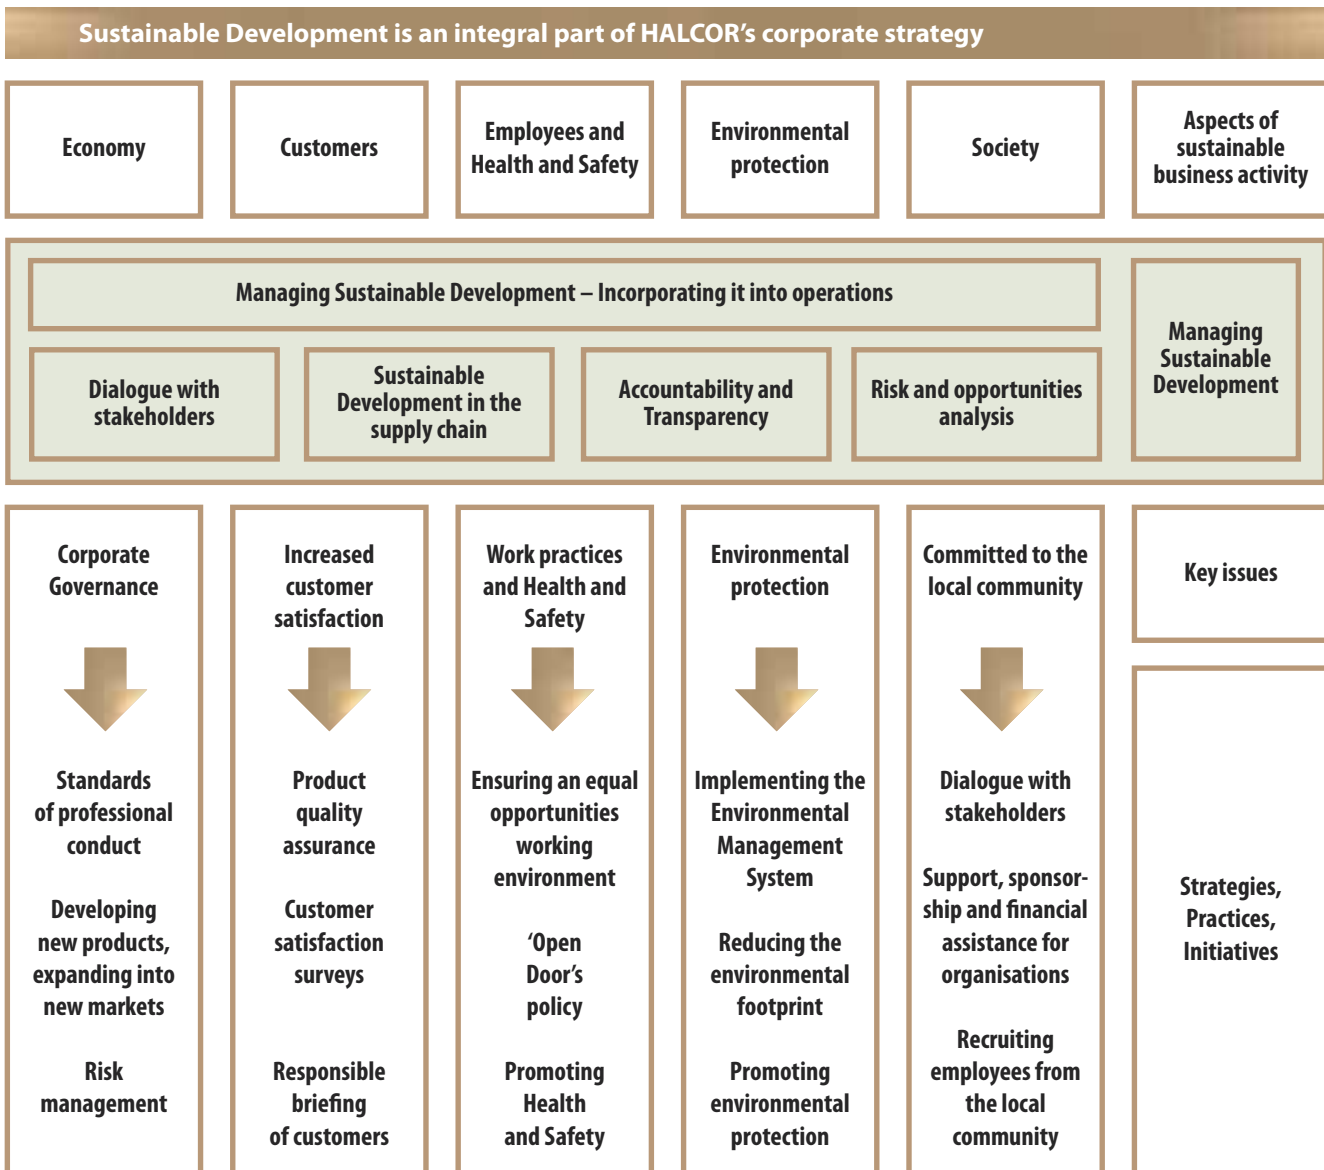 Sustainable Development is an integral part of HALCOR’s corporate strategy
Economy
Customers
Employees and
Health and Safety
Environmental
protection
Society
Aspects of
sustainable
business activity
Managing Sustainable Development – Incorporating it into operations
Managing
Sustainable
Development
Dialogue with
stakeholders
Sustainable
Development in the
supply chain
Accountability and
Transparency
Risk and opportunities
analysis
Corporate
Governance
Standards
of professional
conduct
Developing
new products,
expanding into
new markets
Risk
management
Increased
customer
satisfaction
Product
quality
assurance
Customer
satisfaction
surveys
Responsible
briefing
of customers
Work practices
and Health and
Safety
Ensuring an equal
opportunities
working
environment
‘Open
Door’s
policy
Promoting
Health
and Safety
Environmental
protection
Implementing the
Environmental
Management
System
Reducing the
environmental
footprint
Promoting
environmental
protection
Committed to the
local community
Dialogue with
stakeholders
Support, sponsor-
ship and financial
assistance for
organisations
Recruiting
employees from
the local
community
Key issues
Strategies,
Practices,
Initiatives